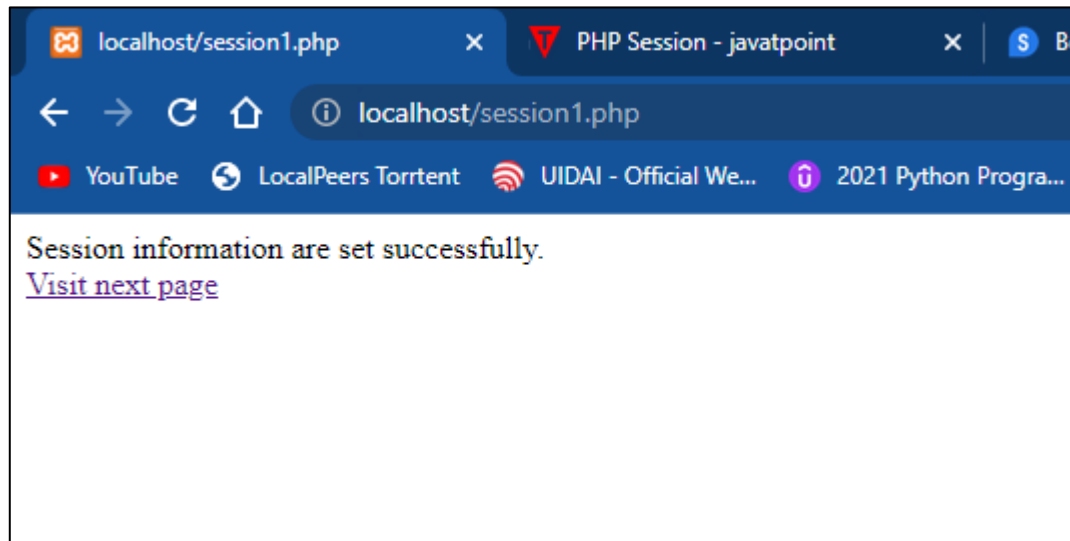 localhost/session1.php
PHP Session - javatpoint
S B
localhost/session1.php
YouTube LocalPeers Torrtent UIDAI - Official We... 2021 Python Progra...
Session information are set successfully.
Visit next page